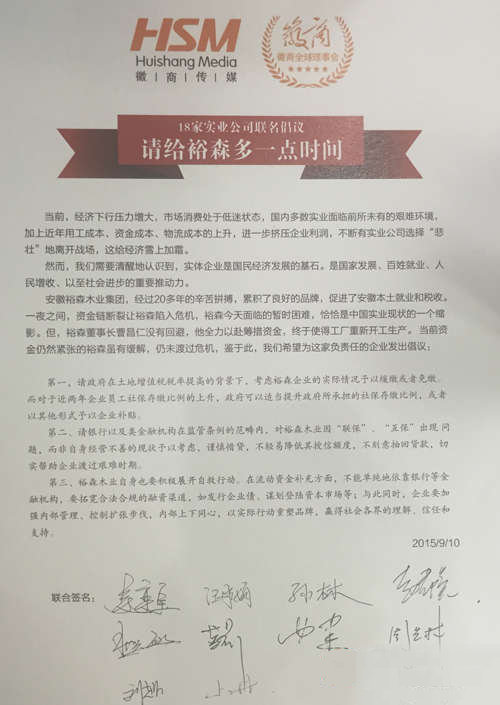 HSM
Huishang Media
徽商传媒
徽商
徽商全球理事会
18家实业公司联名倡议
请给裕森多一点时间
当前，经济下行压力增大，市场消费处于低迷状态，国内多数实业面临前所未有的艰难环境，
加上近年用工成本、资金成本、物流成本的上升，进一步挤压企业利润，不断有实业公司选择“悲
壮”地离开战场，这给经济雪上加霜。
然而，我们需要清醒地认识到，实体企业是国民经济发展的基石。是国家发展、百姓就业、人
民增收、以至社会进步的重要推动力。
安徽裕森木业集团，经过20多年的辛苦拼搏，累积了良好的品牌，促进了安徽本土就业和税收。
一夜之间，资金链断裂让裕森陷入危机，裕森今天面临的暂时困难，恰恰是中国实业现状的一个缩
影。但，裕森董事长曹昌仁没有回避，他全力以赴筹措资金，终于使得工厂重新开工生产。当前资
金仍然紧张的裕森虽有缓解，仍未渡过危机，鉴于此，我们希望为这家负责任的企业发出倡议：
第一、请政府在土地增值税税率提高的背景下，考虑裕森企业的实际情况予以缓缴或者免缴。
而对于近两年企业员工社保存缴比例的上升，政府可以适当提升政府所承担的社保存缴比例，或者
以其他形式予以企业补贴。
第二、请银行以及类金融机构在监管条例的范畴内，对裕森木业因“联保”、“互保”出现问
题，而非自身经营不善的现状予以考虑，谨慎惜贷，不轻易降低其授信额度，不刻意抽回贷款，切
实帮助企业渡过艰难时期。
第三、裕森木业自身也要积极展开自救行动。在流动资金补充方面，不能单纯地依靠银行等金
融机构，要拓宽合法合规的融资渠道，如发行企业债、谋划登陆资本市场等；与此同时，企业要加
强内部管理、控制扩张步伐，内部上下同心，以实际行动重塑品牌，赢得社会各界的理解、信任和
支持。
2015/9/10
联合签名：
孙林